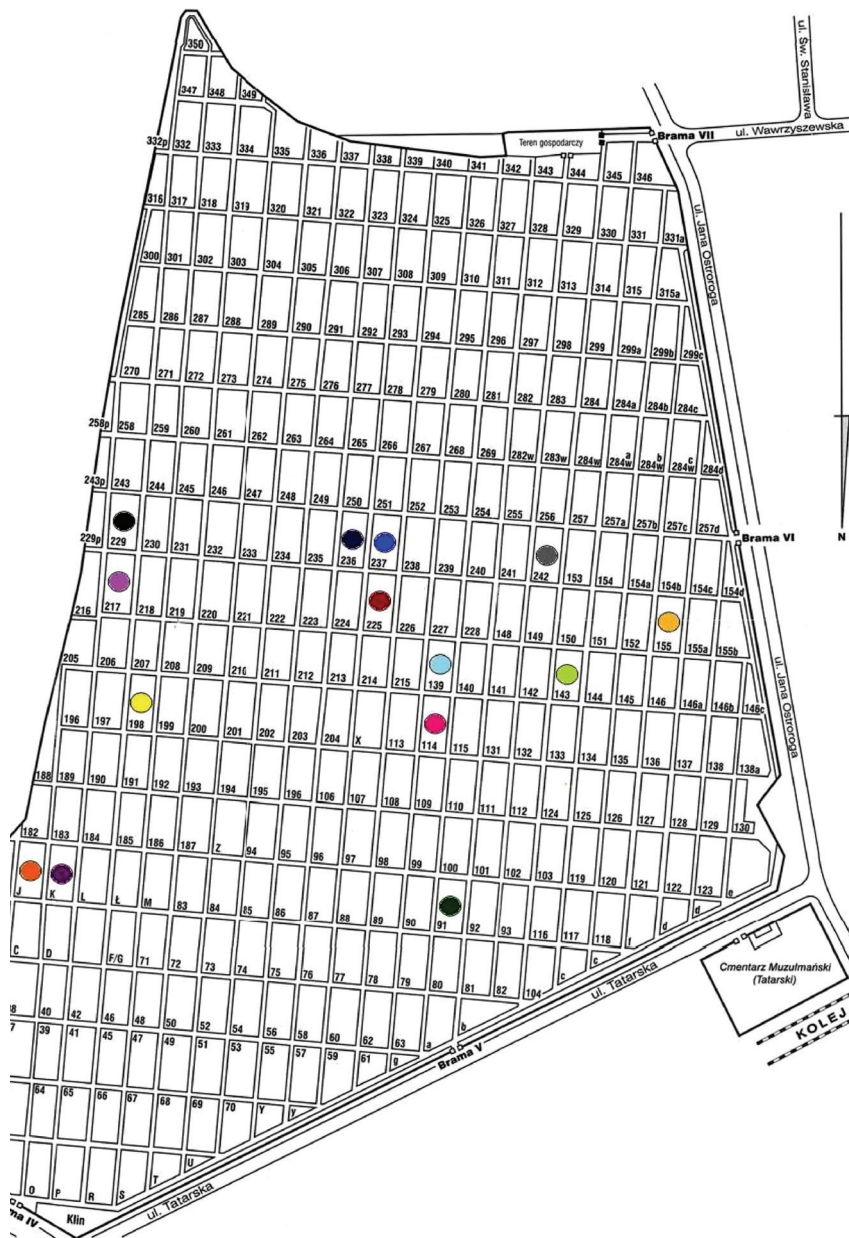 350
347 348 349
ul. Św. Stanisława
332p 332 333 334 335 336 337 338 339 340 341 342 343 344 345 346
Teren gospodarczy
Brama VII
ul. Wawrzyszewska
316 317 318 319 320 321 322 323 324 325 326 327 328 329 330 331 331a
ul. Jana Ostroroga
300 301 302 303 304 305 306 307 308 309 310 311 312 313 314 315 315a
285 286 287 288 289 290 291 292 293 294 295 296 297 298 299 299a 299b 299c
270 271 272 273 274 275 276 277 278 279 280 281 282 283 284 284a 284b 284c
258p 258 259 260 261 262 263 264 265 266 267 268 269 282w 283w 284w a 284w b 284w c 284w 284d
243p 243 244 245 246 247 248 249 250 251 252 253 254 255 256 257 257a 257b 257c 257d
N
Brama VI
229p 229 230 231 232 233 234 235 236 237 238 239 240 241 242 153 154 154a 154b 154c 154d
216 217 218 219 220 221 222 223 224 225 226 227 228 148 149 150 151 152 155 155a 155b
205 206 207 208 209 210 211 212 213 214 215 139 140 141 142 143 144 145 146 146a 146b 146c
ul. Jana Ostroroga
196 197 198 199 200 201 202 203 204 X 113 114 115 131 132 133 134 135 136 137 138 138a
188 189 190 191 192 193 194 195 196 106 107 108 109 110 111 112 124 125 126 127 128 129 130
182 183 184 185 186 187 Z 94 95 96 97 98 99 100 101 102 103 119 120 121 122 123 e
J K L Ł M 83 84 85 86 87 88 89 90 91 92 93 116 117 118 f d d
C D F/G 71 72 73 74 75 76 77 78 79 80 81 82 104 c c
ul. Tatarska
Cmentarz Muzułmański
(Tatarski)
KOLEJ
40 42 46 48 50 52 54 56 58 60 62 63 a b
Brama V
39 41 45 47 49 51 53 55 57 59 61 g
64 65 66 67 68 69 70 Y y
O P R S T U
Klin
ul. Tatarska
IV